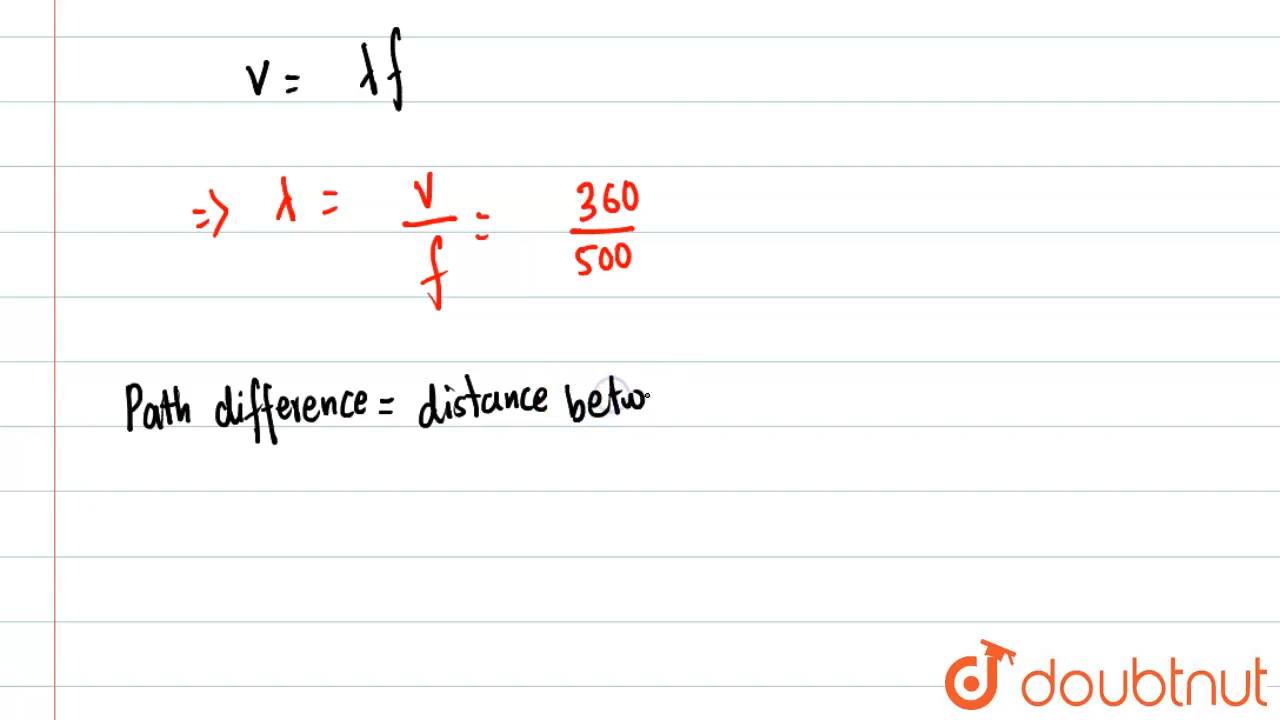 v = λf
⇒ λ = v/f = 360/500
Path difference = distance betw
doubtnut